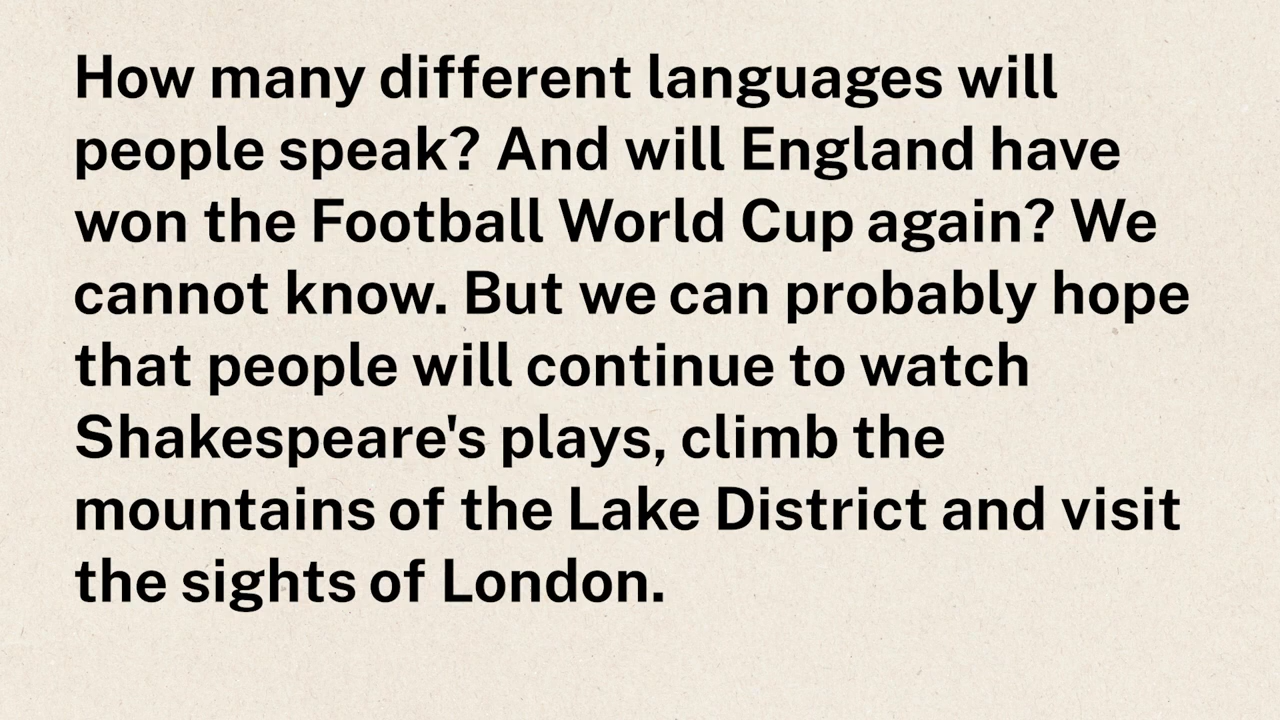 How many different languages will
people speak? And will England have
won the Football World Cup again? We
cannot know. But we can probably hope
that people will continue to watch
Shakespeare's plays, climb the
mountains of the Lake District and visit
the sights of London.